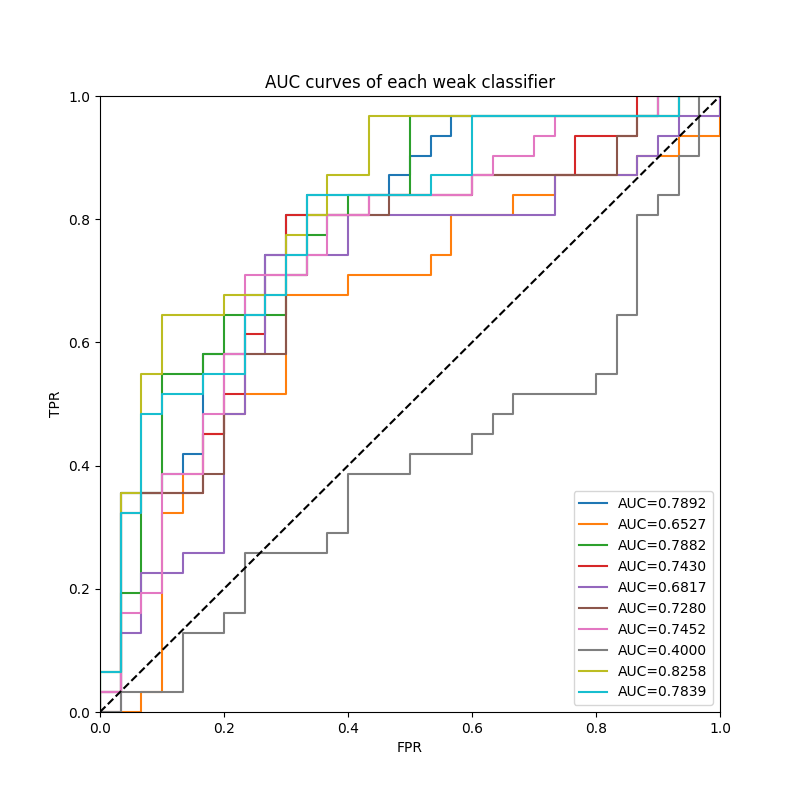 AUC curves of each weak classifier
1.0
0.8
0.6
0.4
0.2
0.0
TPR
0.0 0.2 0.4 0.6 0.8 1.0
FPR
AUC=0.7892
AUC=0.6527
AUC=0.7882
AUC=0.7430
AUC=0.6817
AUC=0.7280
AUC=0.7452
AUC=0.4000
AUC=0.8258
AUC=0.7839